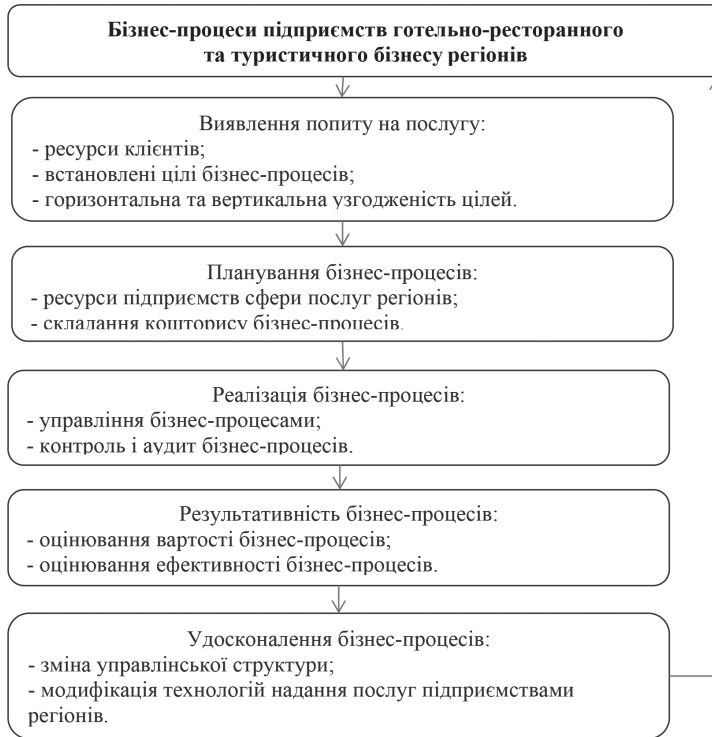 Бізнес-процеси підприємств готельно-ресторанного
та туристичного бізнесу регіонів
Виявлення попиту на послугу:
- ресурси клієнтів;
- встановлені цілі бізнес-процесів;
- горизонтальна та вертикальна узгодженість цілей.
Планування бізнес-процесів:
- ресурси підприємств сфери послуг регіонів;
- складання кошторису бізнес-процесів.
Реалізація бізнес-процесів:
- управління бізнес-процесами;
- контроль і аудит бізнес-процесів.
Результативність бізнес-процесів:
- оцінювання вартості бізнес-процесів;
- оцінювання ефективності бізнес-процесів.
Удосконалення бізнес-процесів:
- зміна управлінської структури;
- модифікація технологій надання послуг підприємствами
регіонів.